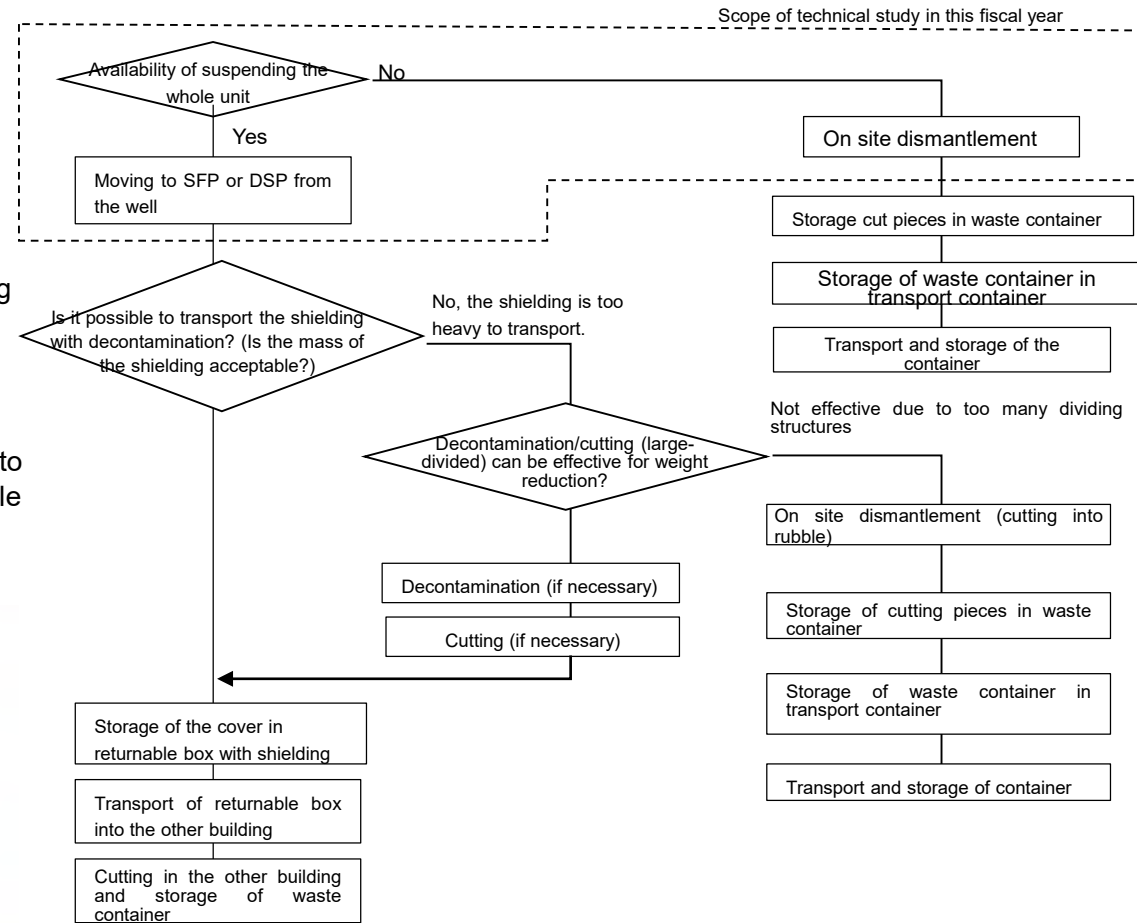 Scope of technical study in this fiscal year
Availability of suspending the
whole unit
No
Yes
On site dismantlement
Moving to SFP or DSP from
the well
Storage cut pieces in waste container
Storage of waste container in
transport container
Transport and storage of the
container
g
Is it possible to transport the shielding
with decontamination? (Is the mass of
the shielding acceptable?)
No, the shielding is too
heavy to transport.
to
le
Decontamination/cutting (large-
divided) can be effective for weight
reduction?
Not effective due to too many dividing
structures
On site dismantlement (cutting into
rubble)
Decontamination (if necessary)
Cutting (if necessary)
Storage of cutting pieces in waste
container
Storage of waste container in
transport container
Transport and storage of container
Storage of the cover in
returnable box with shielding
Transport of returnable box
into the other building
Cutting in the other building
and storage of waste
container